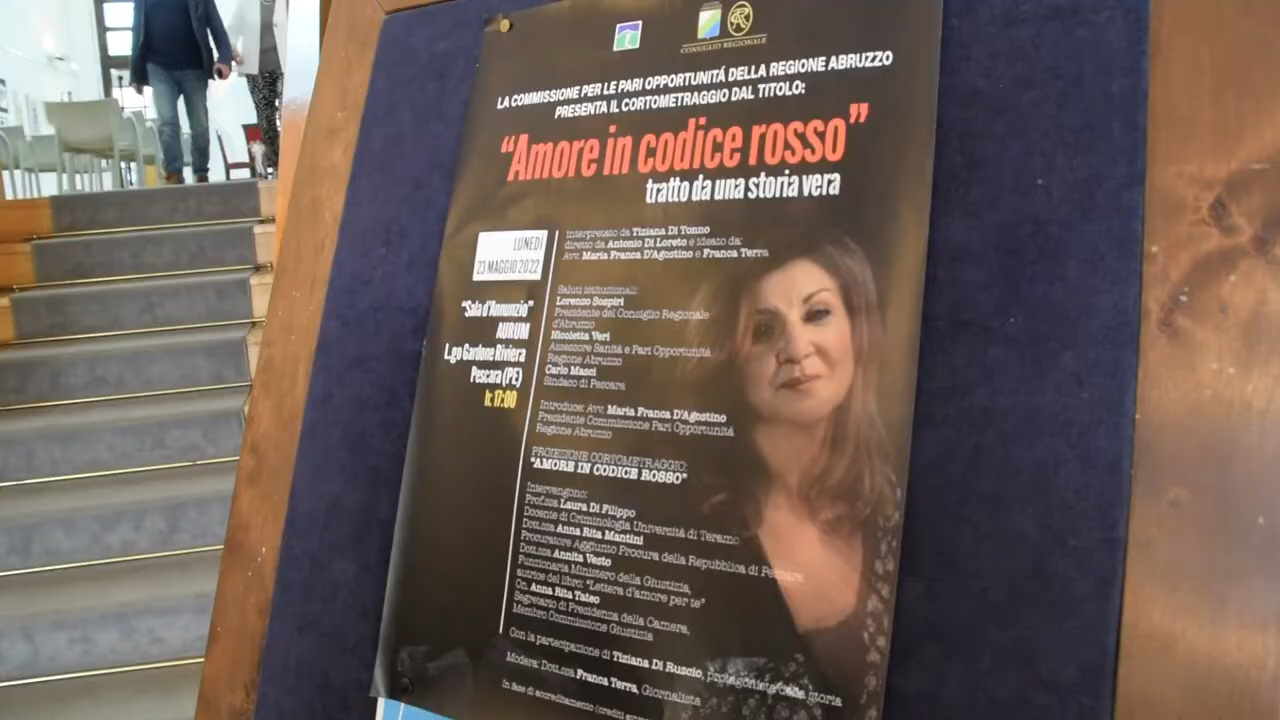 CONSIGLIO REGIONALE
LA COMMISSIONE PER LE PARI OPPORTUNITÁ DELLA REGIONE ABRUZZO
PRESENTA IL CORTOMETRAGGIO DAL TITOLO:
“Amore in codice rosso”
tratto da una storia vera
LUNEDÌ
23 MAGGIO 2022
“Sala d'Annunzio”
AURUM
L.go Gardone Riviera
Pescara (PE)
h: 17:00
interpretato da Tiziana Di Tonno
diretto da Antonio Di Loreto e ideato da:
Avv. Maria Franca D'Agostino e Franca Terra
Saluti istituzionali:
Lorenzo Sospiri
Presidente del Consiglio Regionale
d'Abruzzo
Nicoletta Verì
Assessore Sanità e Pari Opportunità
Regione Abruzzo
Carlo Masci
Sindaco di Pescara
Introduce: Avv. Maria Franca D'Agostino
Presidente Commissione Pari Opportunità
Regione Abruzzo
PROIEZIONE CORTOMETRAGGIO:
“AMORE IN CODICE ROSSO”
Intervengono:
Prof.ssa Laura Di Filippo
Docente di Criminologia Università di Teramo
Dott.ssa Anna Rita Mantini
Procuratore Aggiunto Procura della Repubblica di Pescara
Dott.ssa Annita Vesto
Funzionaria Ministero della Giustizia,
autrice del libro: “Lettera d'amore per te”
On. Anna Rita Tateo
Segretario di Presidenza della Camera,
Membro Commissione Giustizia
Con la partecipazione di Tiziana Di Ruscio, protagonista della storia
Modera: Dott.ssa Franca Terra, Giornalista
In fase di accreditamento (crediti